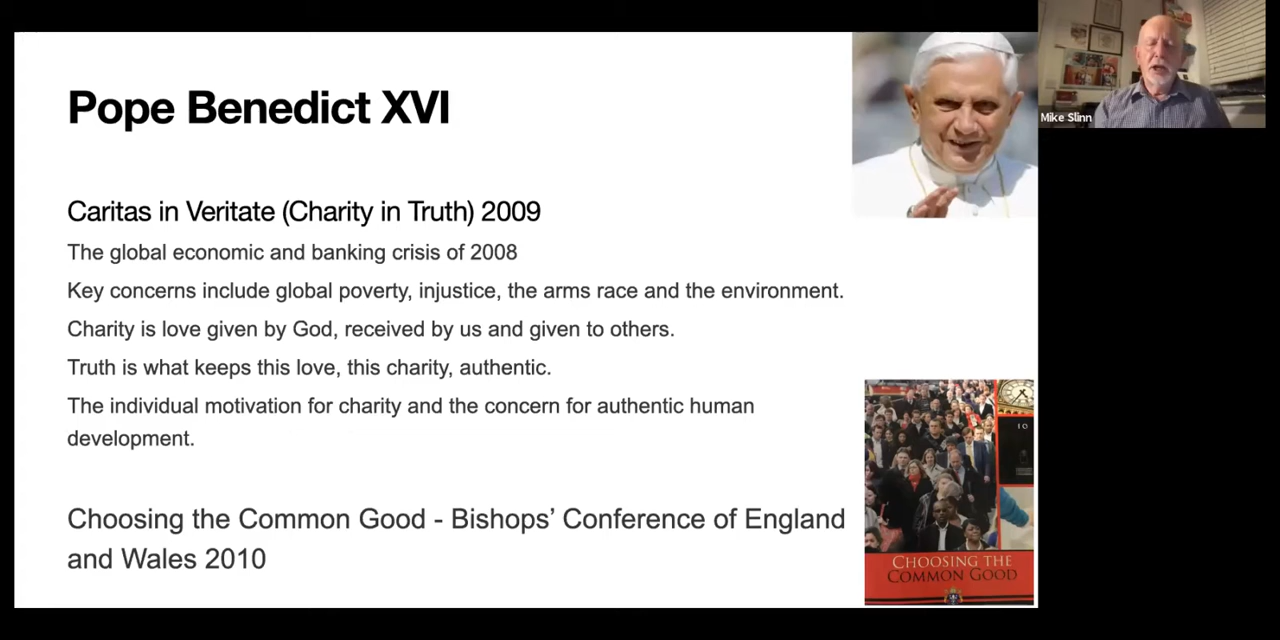 Pope Benedict XVI
Caritas in Veritate (Charity in Truth) 2009
The global economic and banking crisis of 2008
Key concerns include global poverty, injustice, the arms race and the environment.
Charity is love given by God, received by us and given to others.
Truth is what keeps this love, this charity, authentic.
The individual motivation for charity and the concern for authentic human
development.
Choosing the Common Good - Bishops’ Conference of England
and Wales 2010
Mike Slinn
10
CHOOSING THE
COMMON GOOD